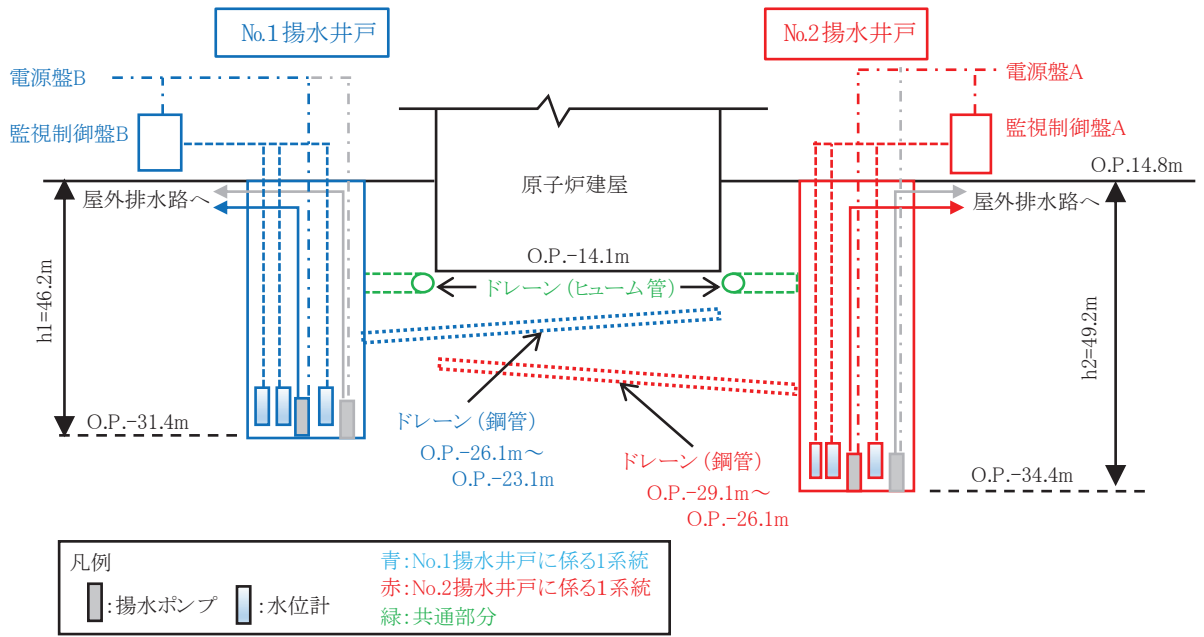 No.1揚水井戸
No.2揚水井戸
電源盤B
監視制御盤B
電源盤A
監視制御盤A
O.P.14.8m
原子炉建屋
屋外排水路へ
屋外排水路へ
O.P.-14.1m
ドレーン(ヒューム管)
h1=46.2m
h2=49.2m
O.P.-31.4m
ドレーン(鋼管)
O.P.-26.1m～
O.P.-23.1m
ドレーン(鋼管)
O.P.-29.1m～
O.P.-26.1m
O.P.-34.4m
凡例
:揚水ポンプ
:水位計
青:No.1揚水井戸に係る1系統
赤:No.2揚水井戸に係る1系統
緑:共通部分